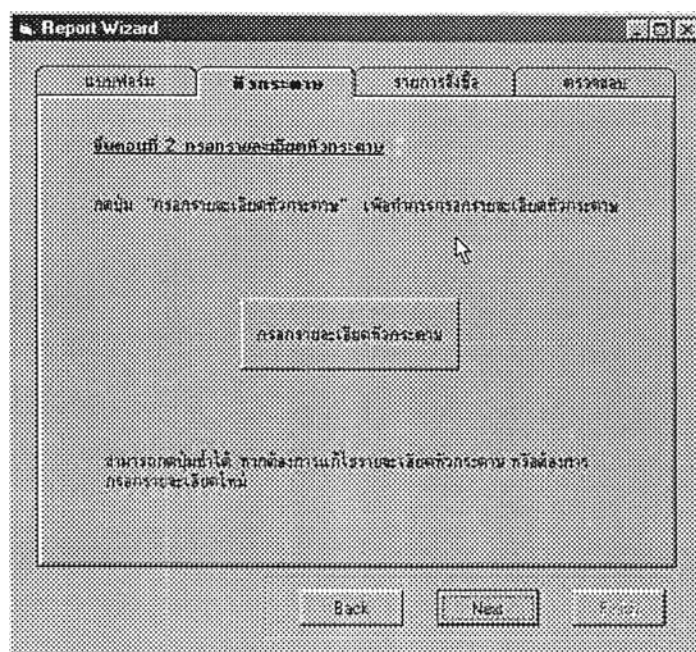 Report Wizard
แบบฟอร์ม หัวกระดาษ รายการสั่งซื้อ ตรวจสอบ
ขั้นตอนที่ 2 กรอกรายละเอียดหัวกระดาษ
กดปุ่ม "กรอกรายละเอียดหัวกระดาษ" เพื่อทำการกรอกรายละเอียดหัวกระดาษ
กรอกรายละเอียดหัวกระดาษ
สามารถกดปุ่มซ้ำได้ หากต้องการแก้ไขรายละเอียดหัวกระดาษ หรือต้องการ
กรอกรายละเอียดใหม่
Back Next